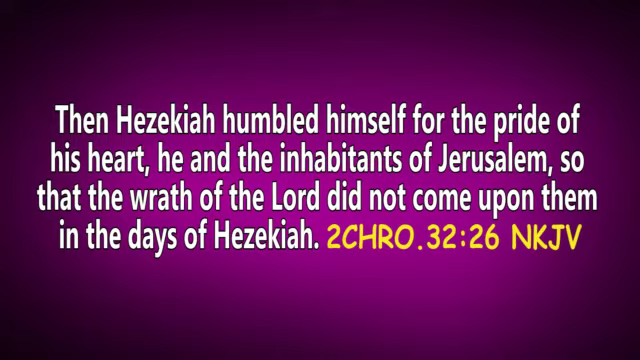 Then Hezekiah humbled himself for the pride of
his heart, he and the inhabitants of Jerusalem, so
that the wrath of the Lord did not come upon them
in the days of Hezekiah. 2CHRO.32:26 NKJV